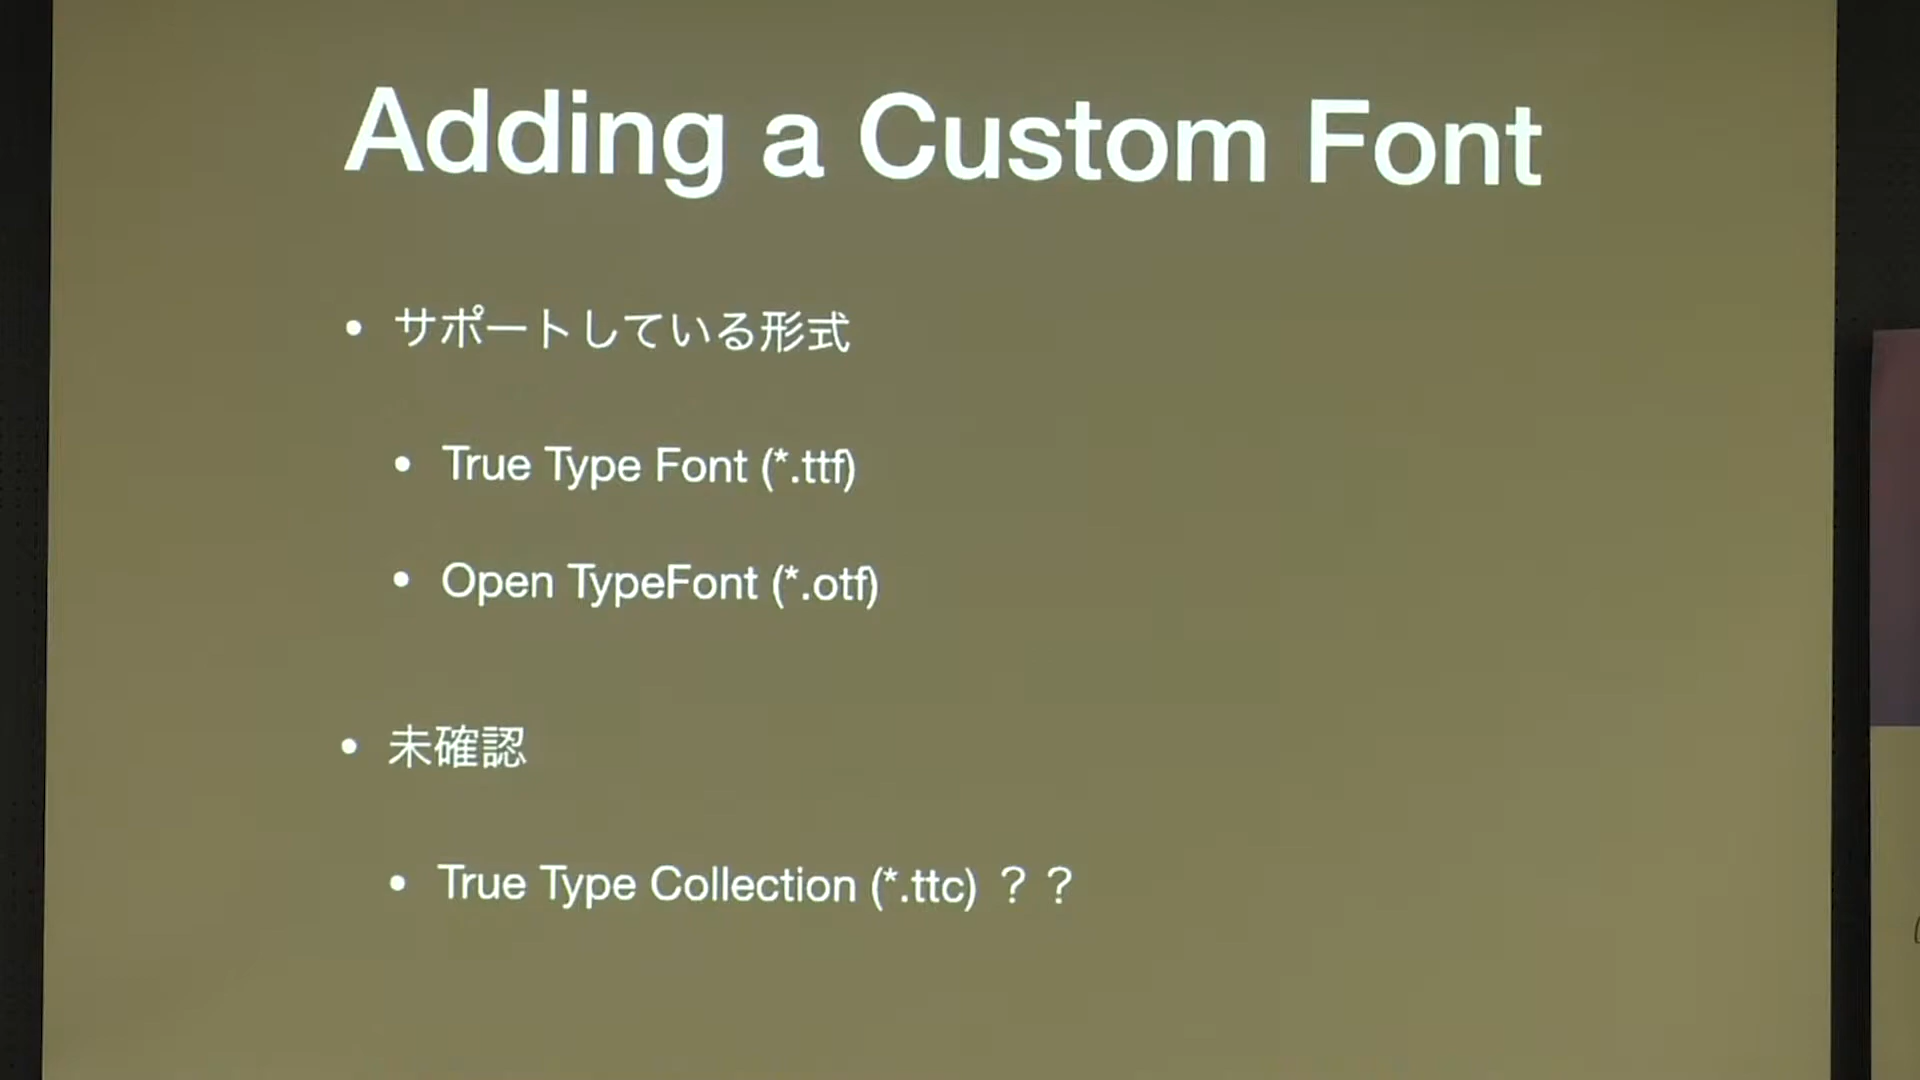 Adding a Custom Font
• サポートしている形式
• True Type Font (*.ttf)
• Open TypeFont (*.otf)
• 未確認
• True Type Collection (*.ttc) ？？